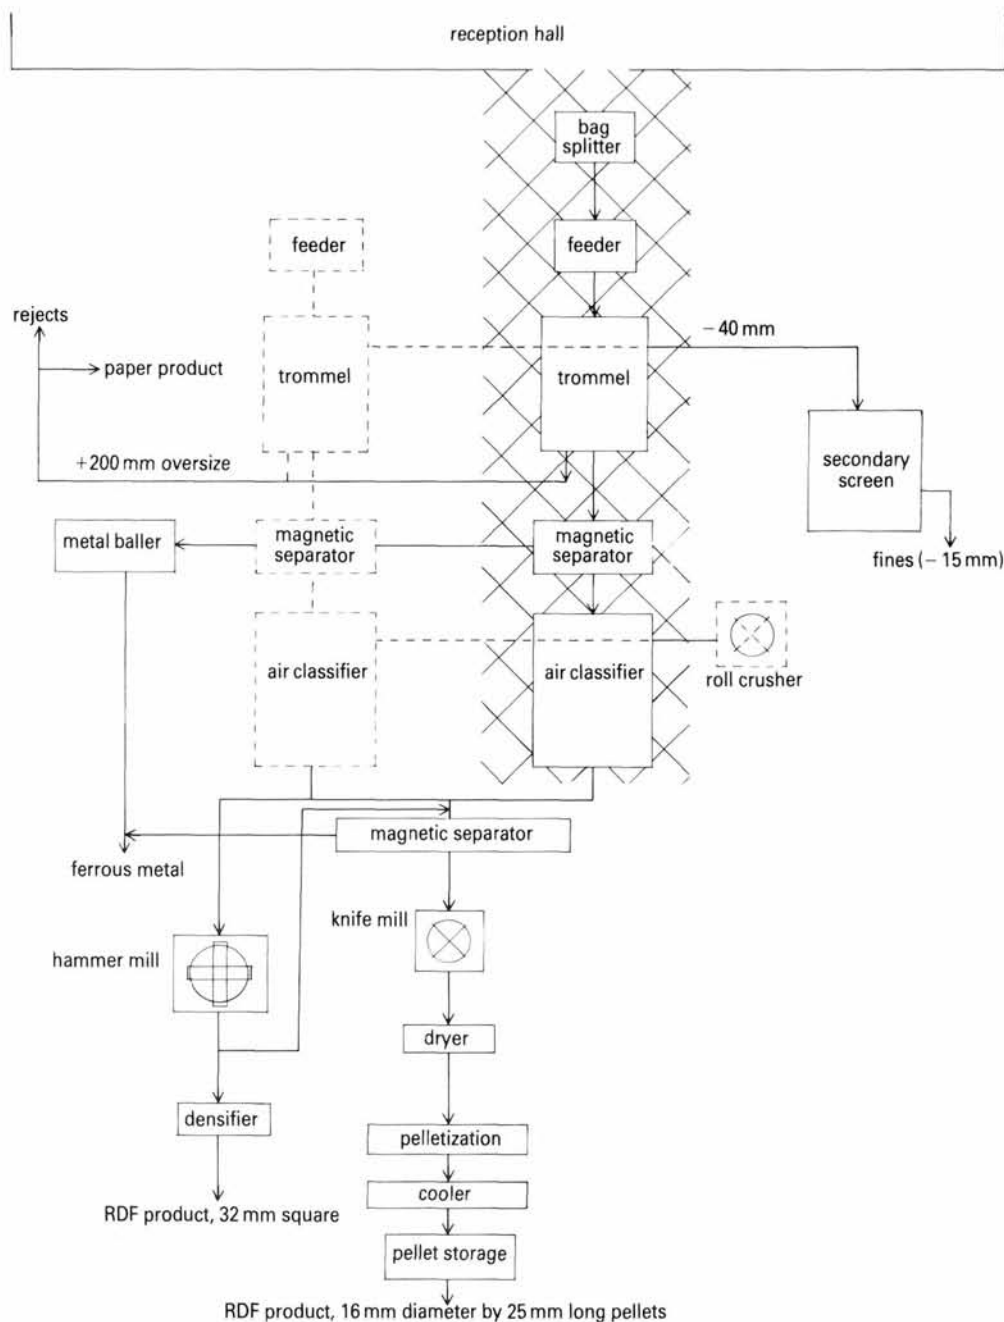 reception hall
bag
splitter
feeder
feeder
rejects
− 40 mm
paper product
trommel
trommel
+200 mm oversize
secondary
screen
metal baller
magnetic
separator
magnetic
separator
fines (− 15 mm)
air classifier
air classifier
roll crusher
magnetic separator
ferrous metal
knife mill
hammer mill
dryer
densifier
pelletization
cooler
RDF product, 32 mm square
pellet storage
RDF product, 16 mm diameter by 25 mm long pellets